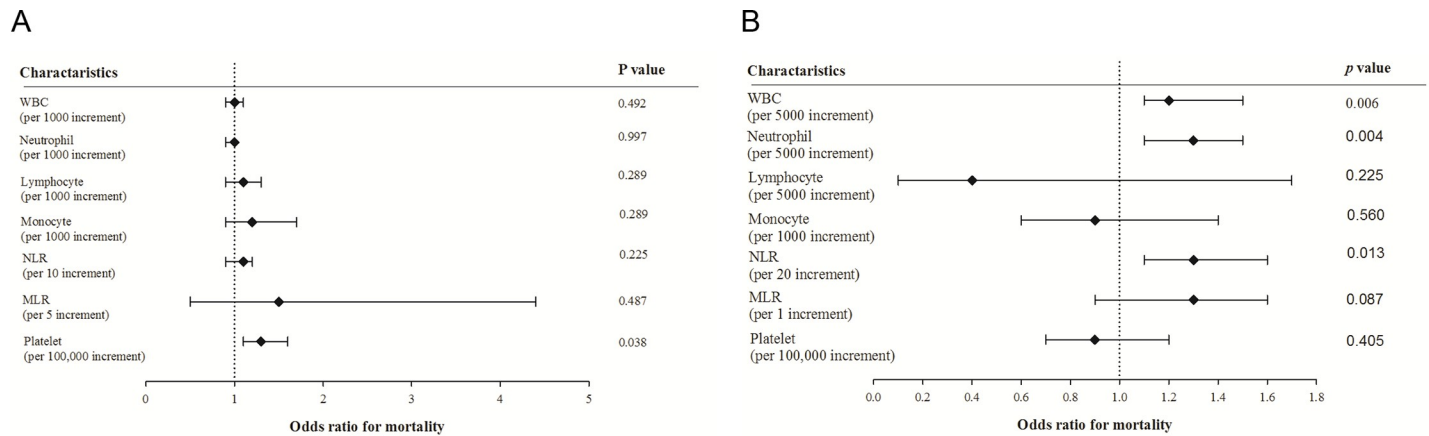 A
Charactaristics P value
WBC
(per 1000 increment) 0.492
Neutrophil
(per 1000 increment) 0.997
Lymphocyte
(per 1000 increment) 0.289
Monocyte
(per 1000 increment) 0.289
NLR
(per 10 increment) 0.225
MLR
(per 5 increment) 0.487
Platelet
(per 100,000 increment) 0.038
0 1 2 3 4 5
Odds ratio for mortality
B
Charactaristics p value
WBC
(per 5000 increment) 0.006
Neutrophil
(per 5000 increment) 0.004
Lymphocyte
(per 5000 increment) 0.225
Monocyte
(per 1000 increment) 0.560
NLR
(per 20 increment) 0.013
MLR
(per 1 increment) 0.087
Platelet
(per 100,000 increment) 0.405
0.0 0.2 0.4 0.6 0.8 1.0 1.2 1.4 1.6 1.8
Odds ratio for mortality